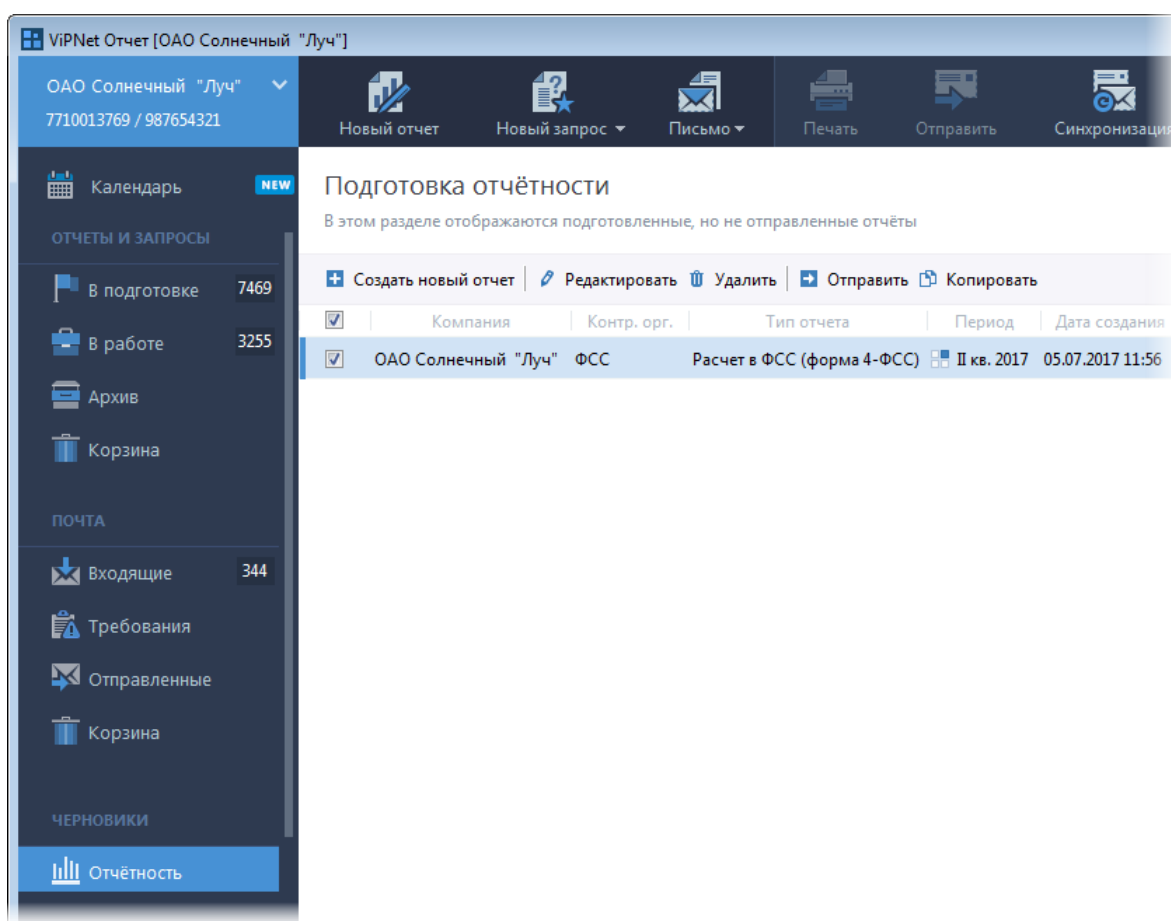 ViPNet Отчет [ОАО Солнечный "Луч"]
ОАО Солнечный "Луч"
7710013769 / 987654321
Новый отчет Новый запрос Письмо Печать Отправить Синхронизация
Календарь NEW
ОТЧЕТЫ И ЗАПРОСЫ
В подготовке 7469
В работе 3255
Архив
Корзина
ПОЧТА
Входящие 344
Требования
Отправленные
Корзина
ЧЕРНОВИКИ
Отчётность
Подготовка отчётности
В этом разделе отображаются подготовленные, но не отправленные отчёты
Создать новый отчет Редактировать Удалить Отправить Копировать
Компания Контр. орг. Тип отчета Период Дата создания
ОАО Солнечный "Луч" ФСС Расчет в ФСС (форма 4-ФСС) II кв. 2017 05.07.2017 11:56